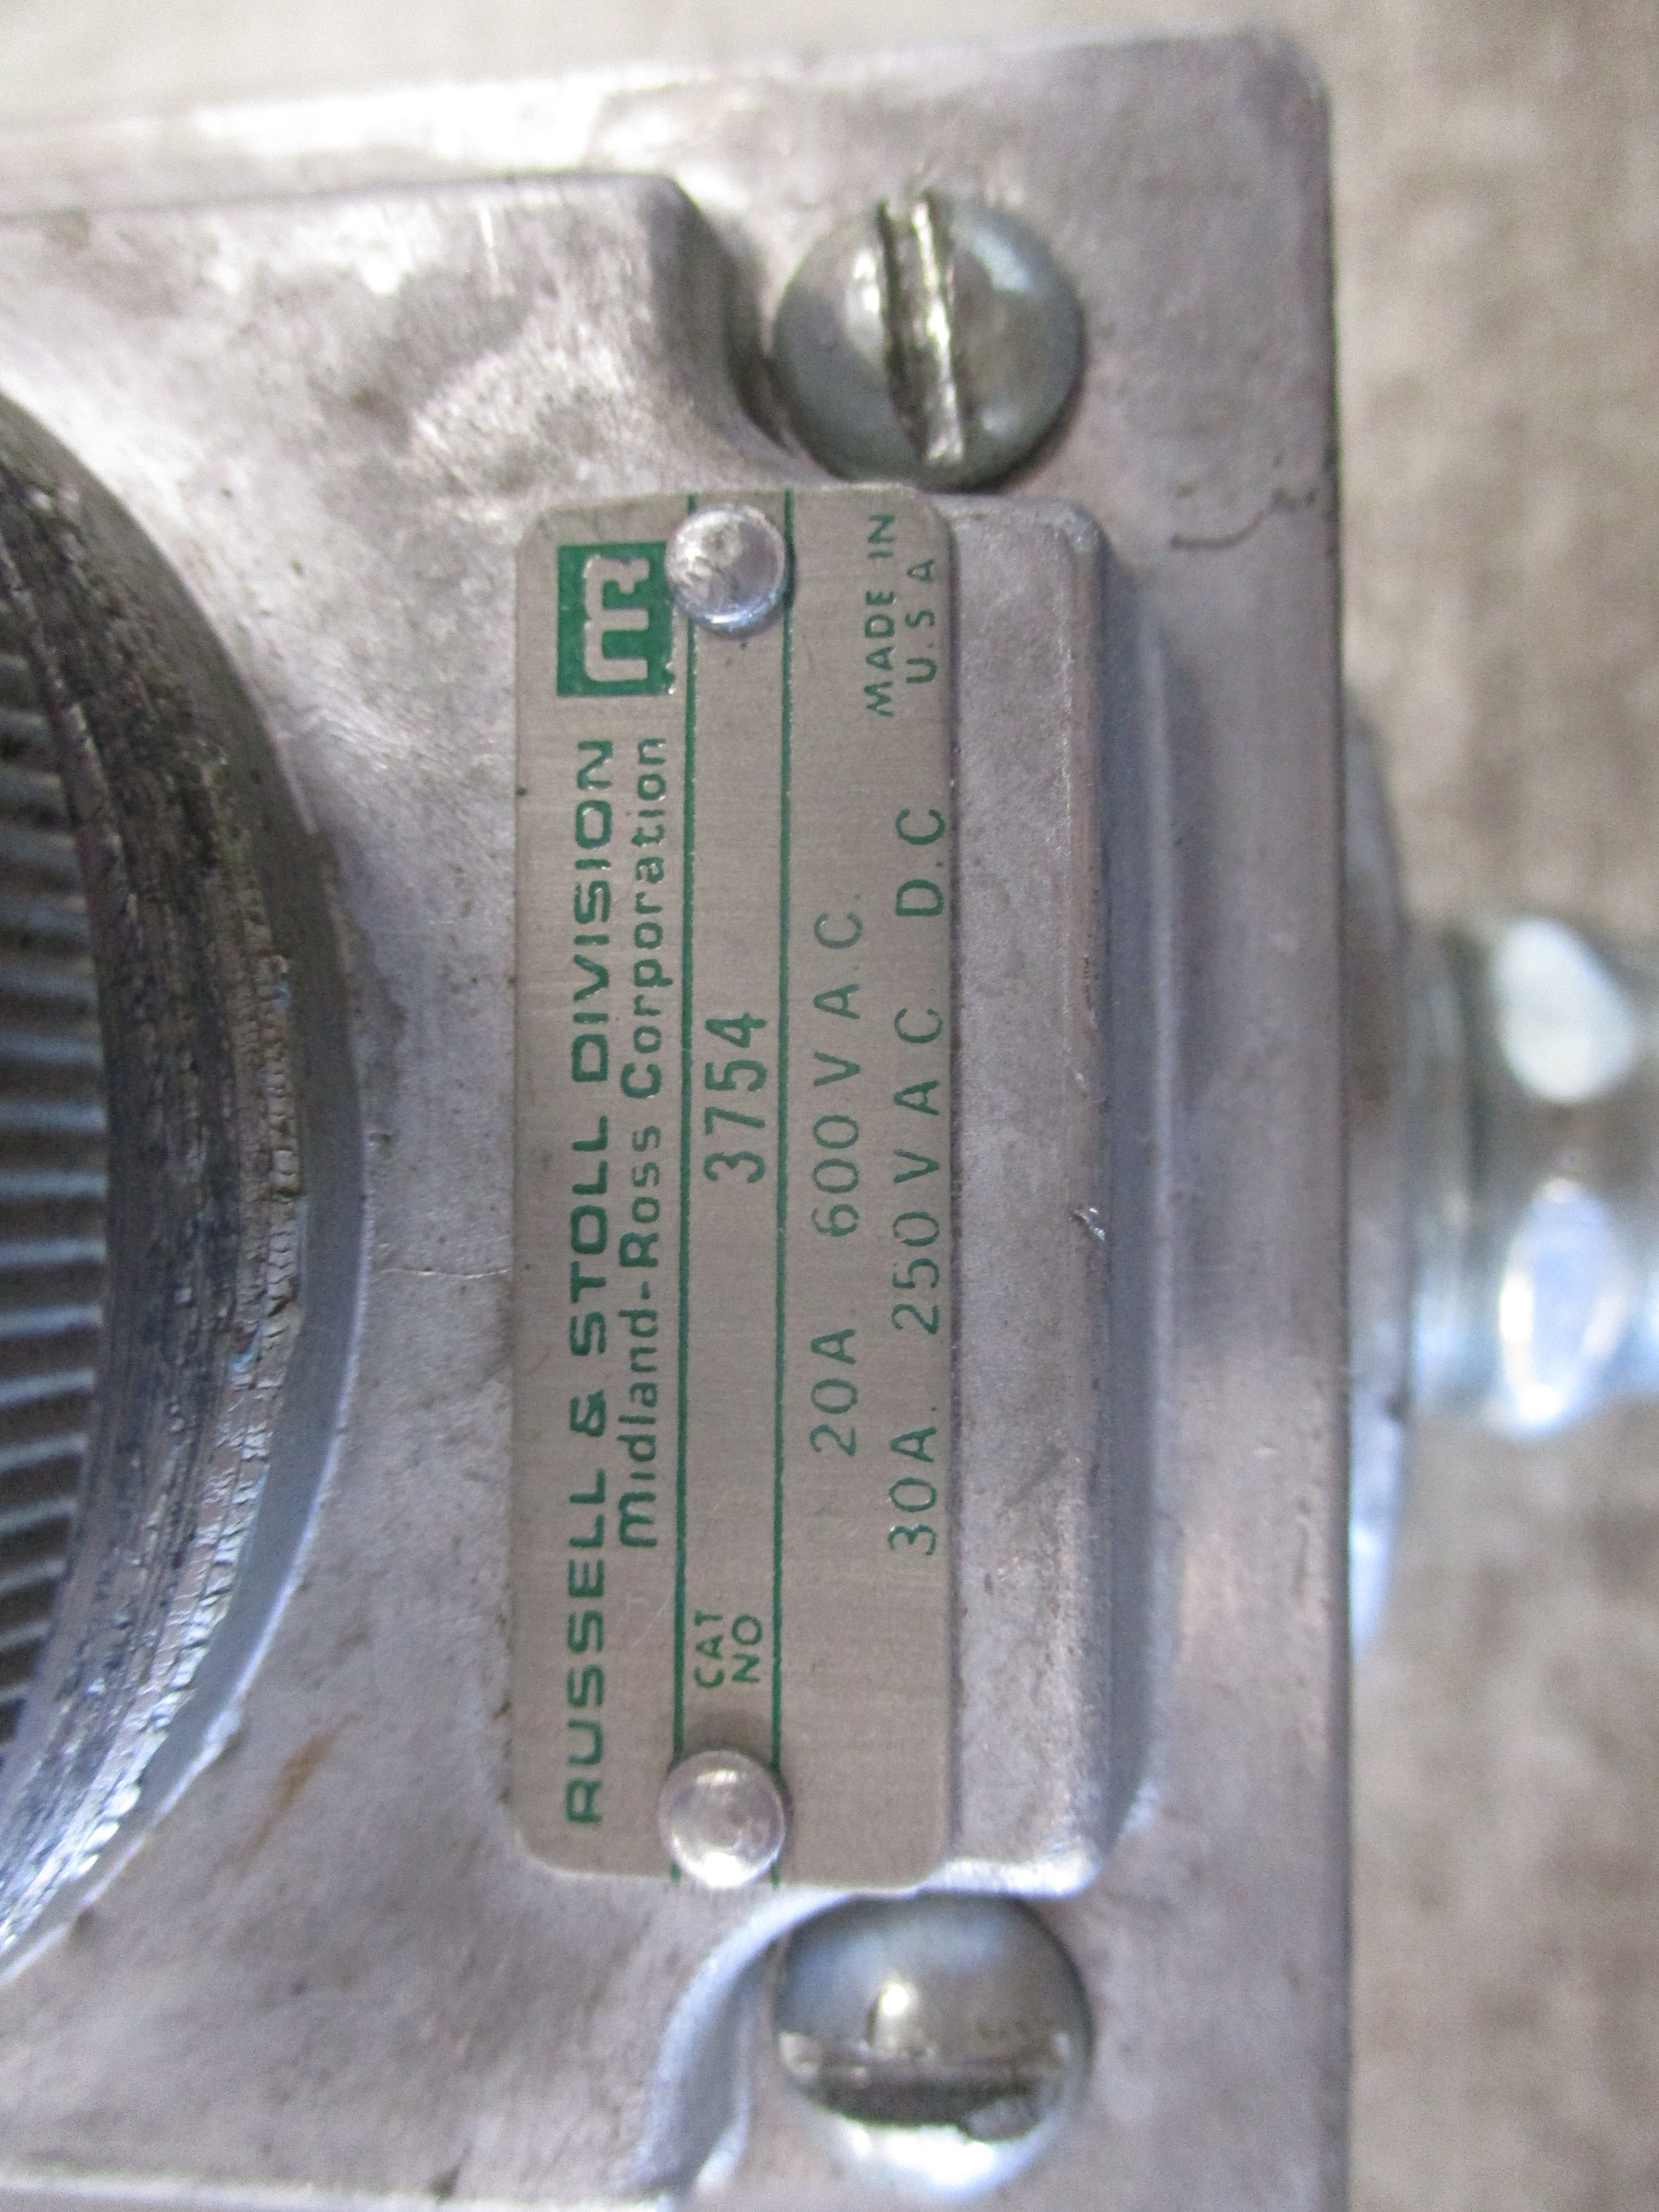 RUSSELL & STOLL DIVISION
Midland-Ross Corporation
CAT
NO
3754
20A. 600 V A.C.
30A. 250 V A C D.C
MADE IN
U.S A